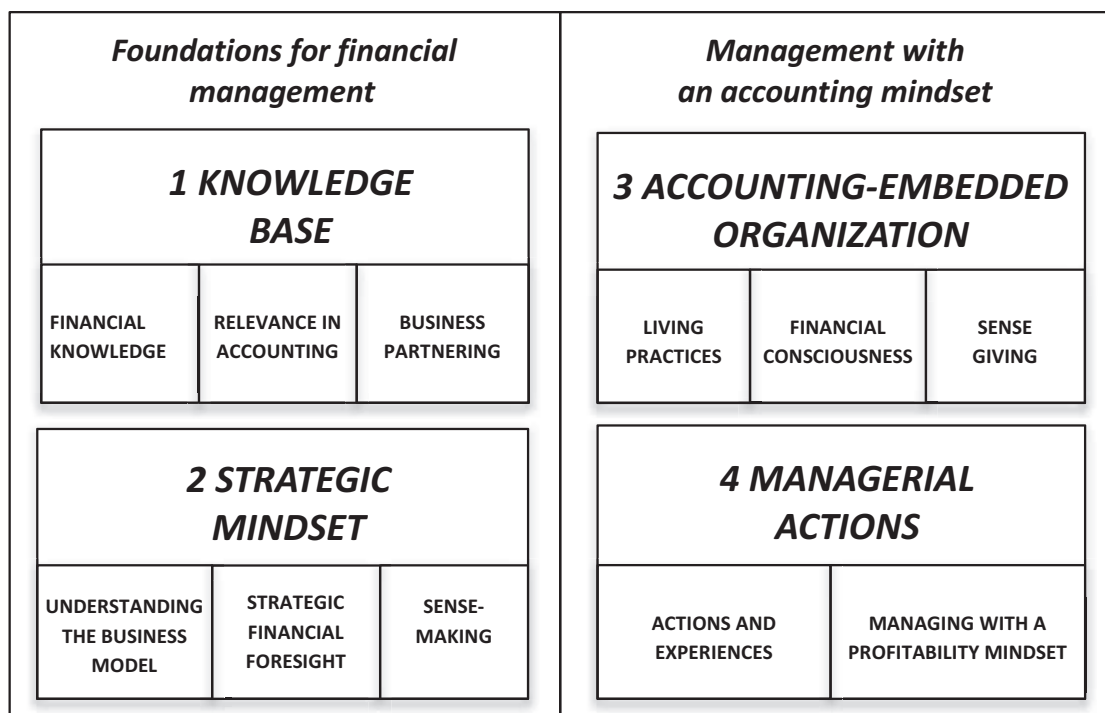 Foundations for financial
management
1 KNOWLEDGE
BASE
FINANCIAL
KNOWLEDGE
RELEVANCE IN
ACCOUNTING
BUSINESS
PARTNERING
2 STRATEGIC
MINDSET
UNDERSTANDING
THE BUSINESS
MODEL
STRATEGIC
FINANCIAL
FORESIGHT
SENSE-
MAKING
Management with
an accounting mindset
3 ACCOUNTING-EMBEDDED
ORGANIZATION
LIVING
PRACTICES
FINANCIAL
CONSCIOUSNESS
SENSE
GIVING
4 MANAGERIAL
ACTIONS
ACTIONS AND
EXPERIENCES
MANAGING WITH A
PROFITABILITY MINDSET